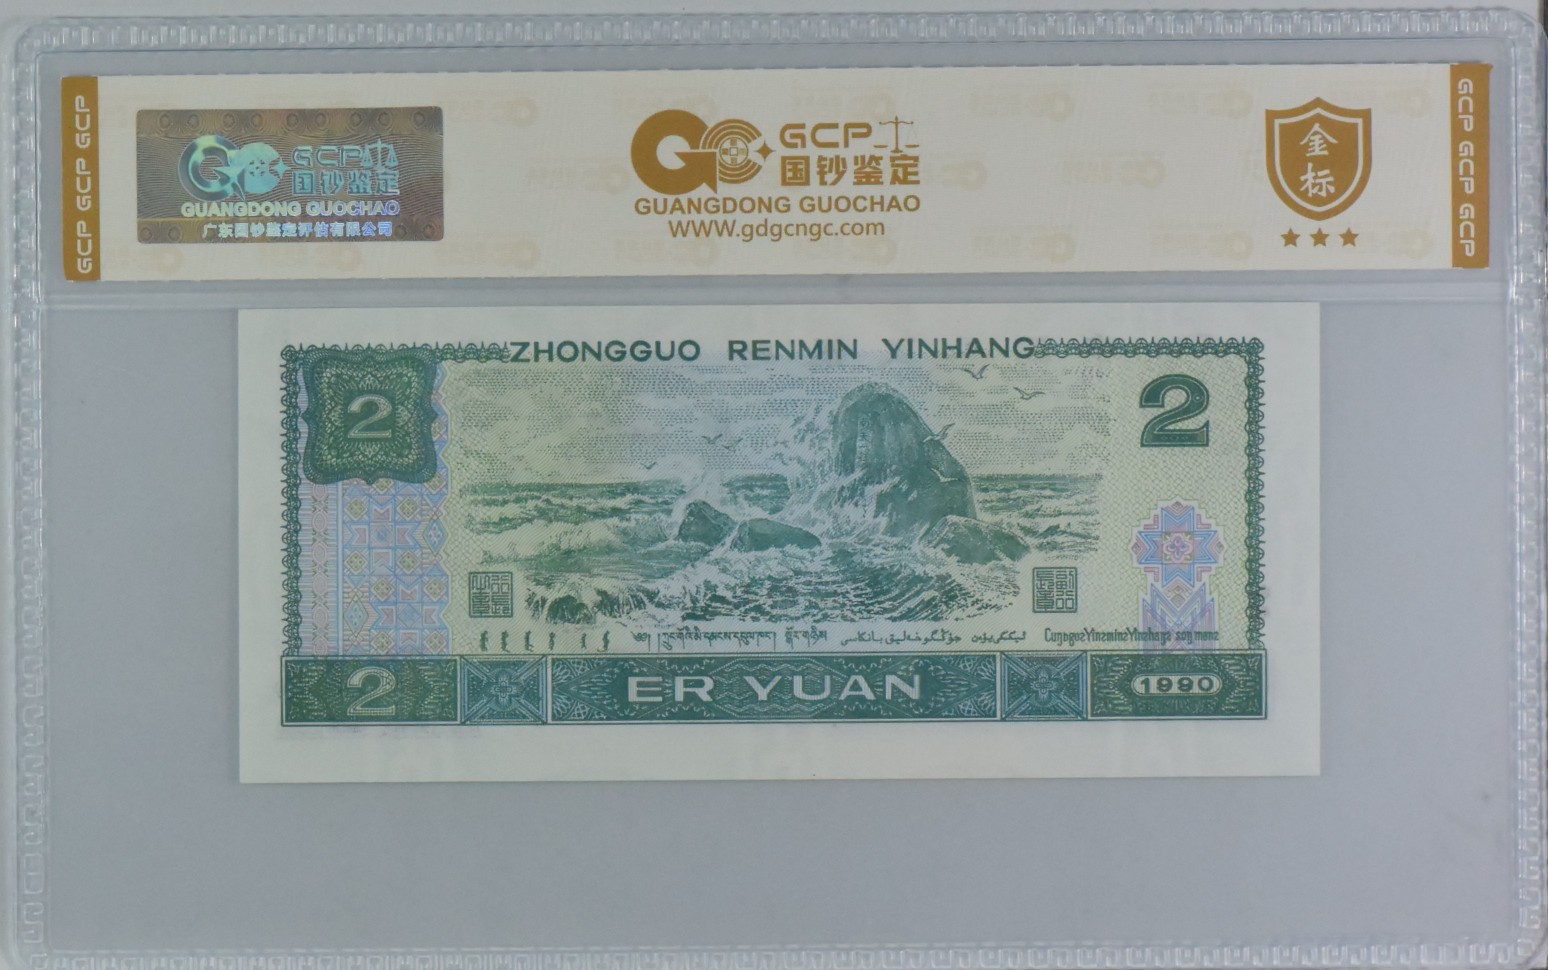 GCP GCP GCP
GCP国钞鉴定
GUANGDONG GUOCHAO
广东国钞鉴定评估有限公司
GCP
国钞鉴定
GUANGDONG GUOCHAO
WWW.gdgcngc.com
金标
GCP GCP GCP
ZHONGGUO RENMIN YINHANG
2
2
2
ER YUAN
1990